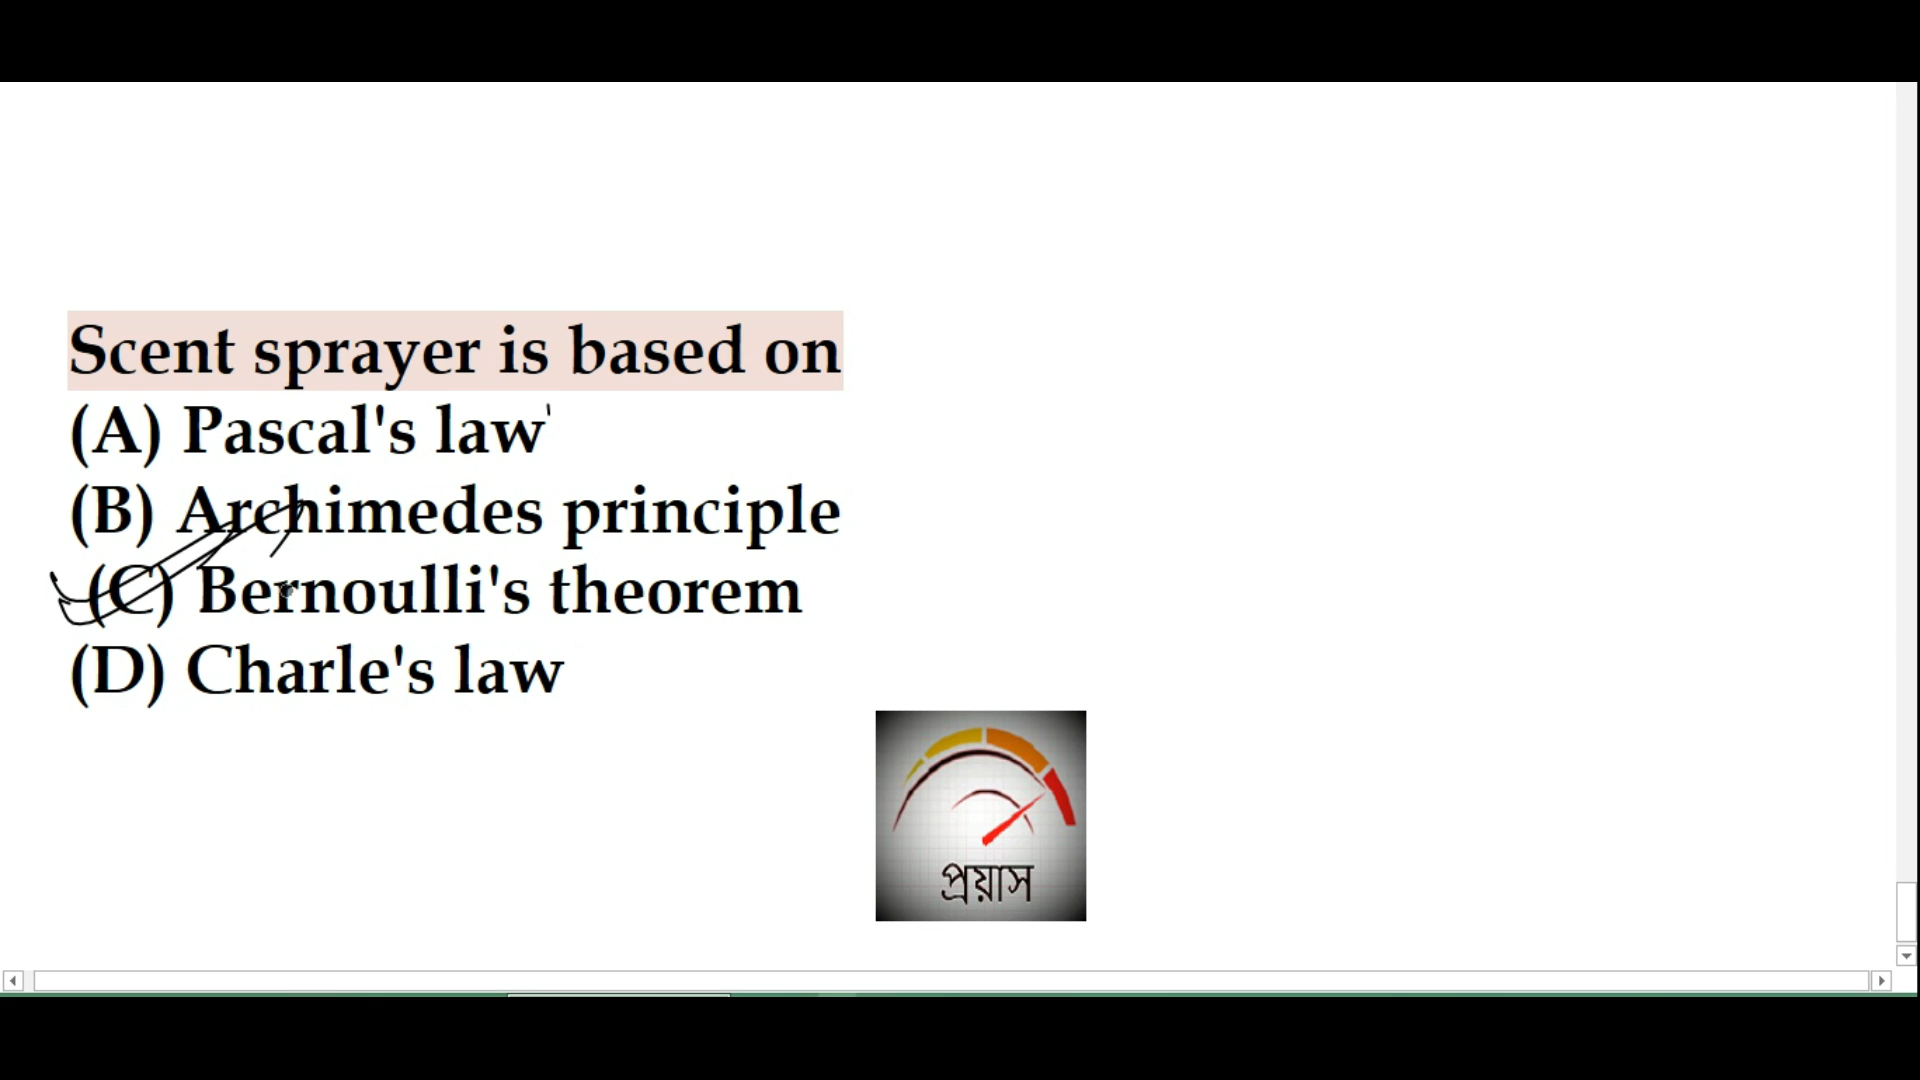 Scent sprayer is based on
(A) Pascal's law
(B) Archimedes principle
(C) Bernoulli's theorem
(D) Charle's law
প্রয়াস